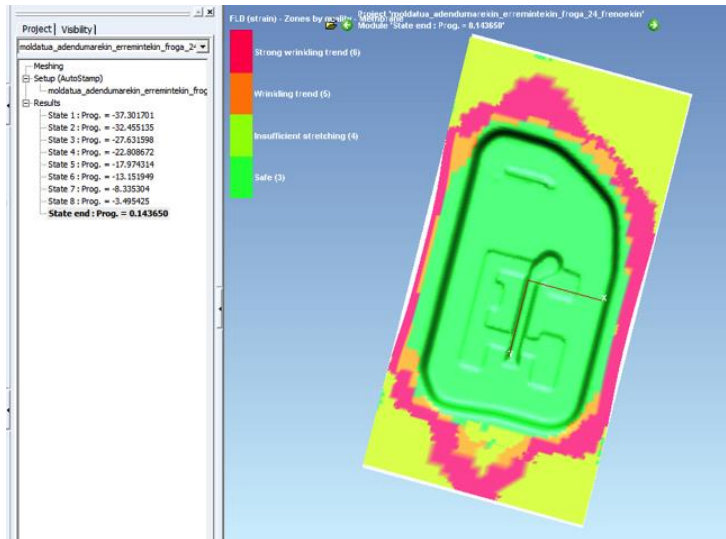 Project
Visibility
moldatua_adendumarekin_erremintekin_froga_24
Meshing
Setup (AutoStamp)
moldatua_adendumarekin_erremintekin_frog
Results
State 1 : Prog. = -37.301701
State 2 : Prog. = -32.455135
State 3 : Prog. = -27.631598
State 4 : Prog. = -22.808672
State 5 : Prog. = -17.974314
State 6 : Prog. = -13.151949
State 7 : Prog. = -8.335304
State 8 : Prog. = -3.495425
State end : Prog. = 0.143650
FLD (strain) - Zones by quality - Membrane
Project 'moldatua_adendumarekin_erremintekin_froga_24_frenoekin'
Module 'State end : Prog. = 0.143650'
Strong wrinkling trend (6)
Wrinkling trend (5)
Insufficient stretching (4)
Safe (3)
X
Y